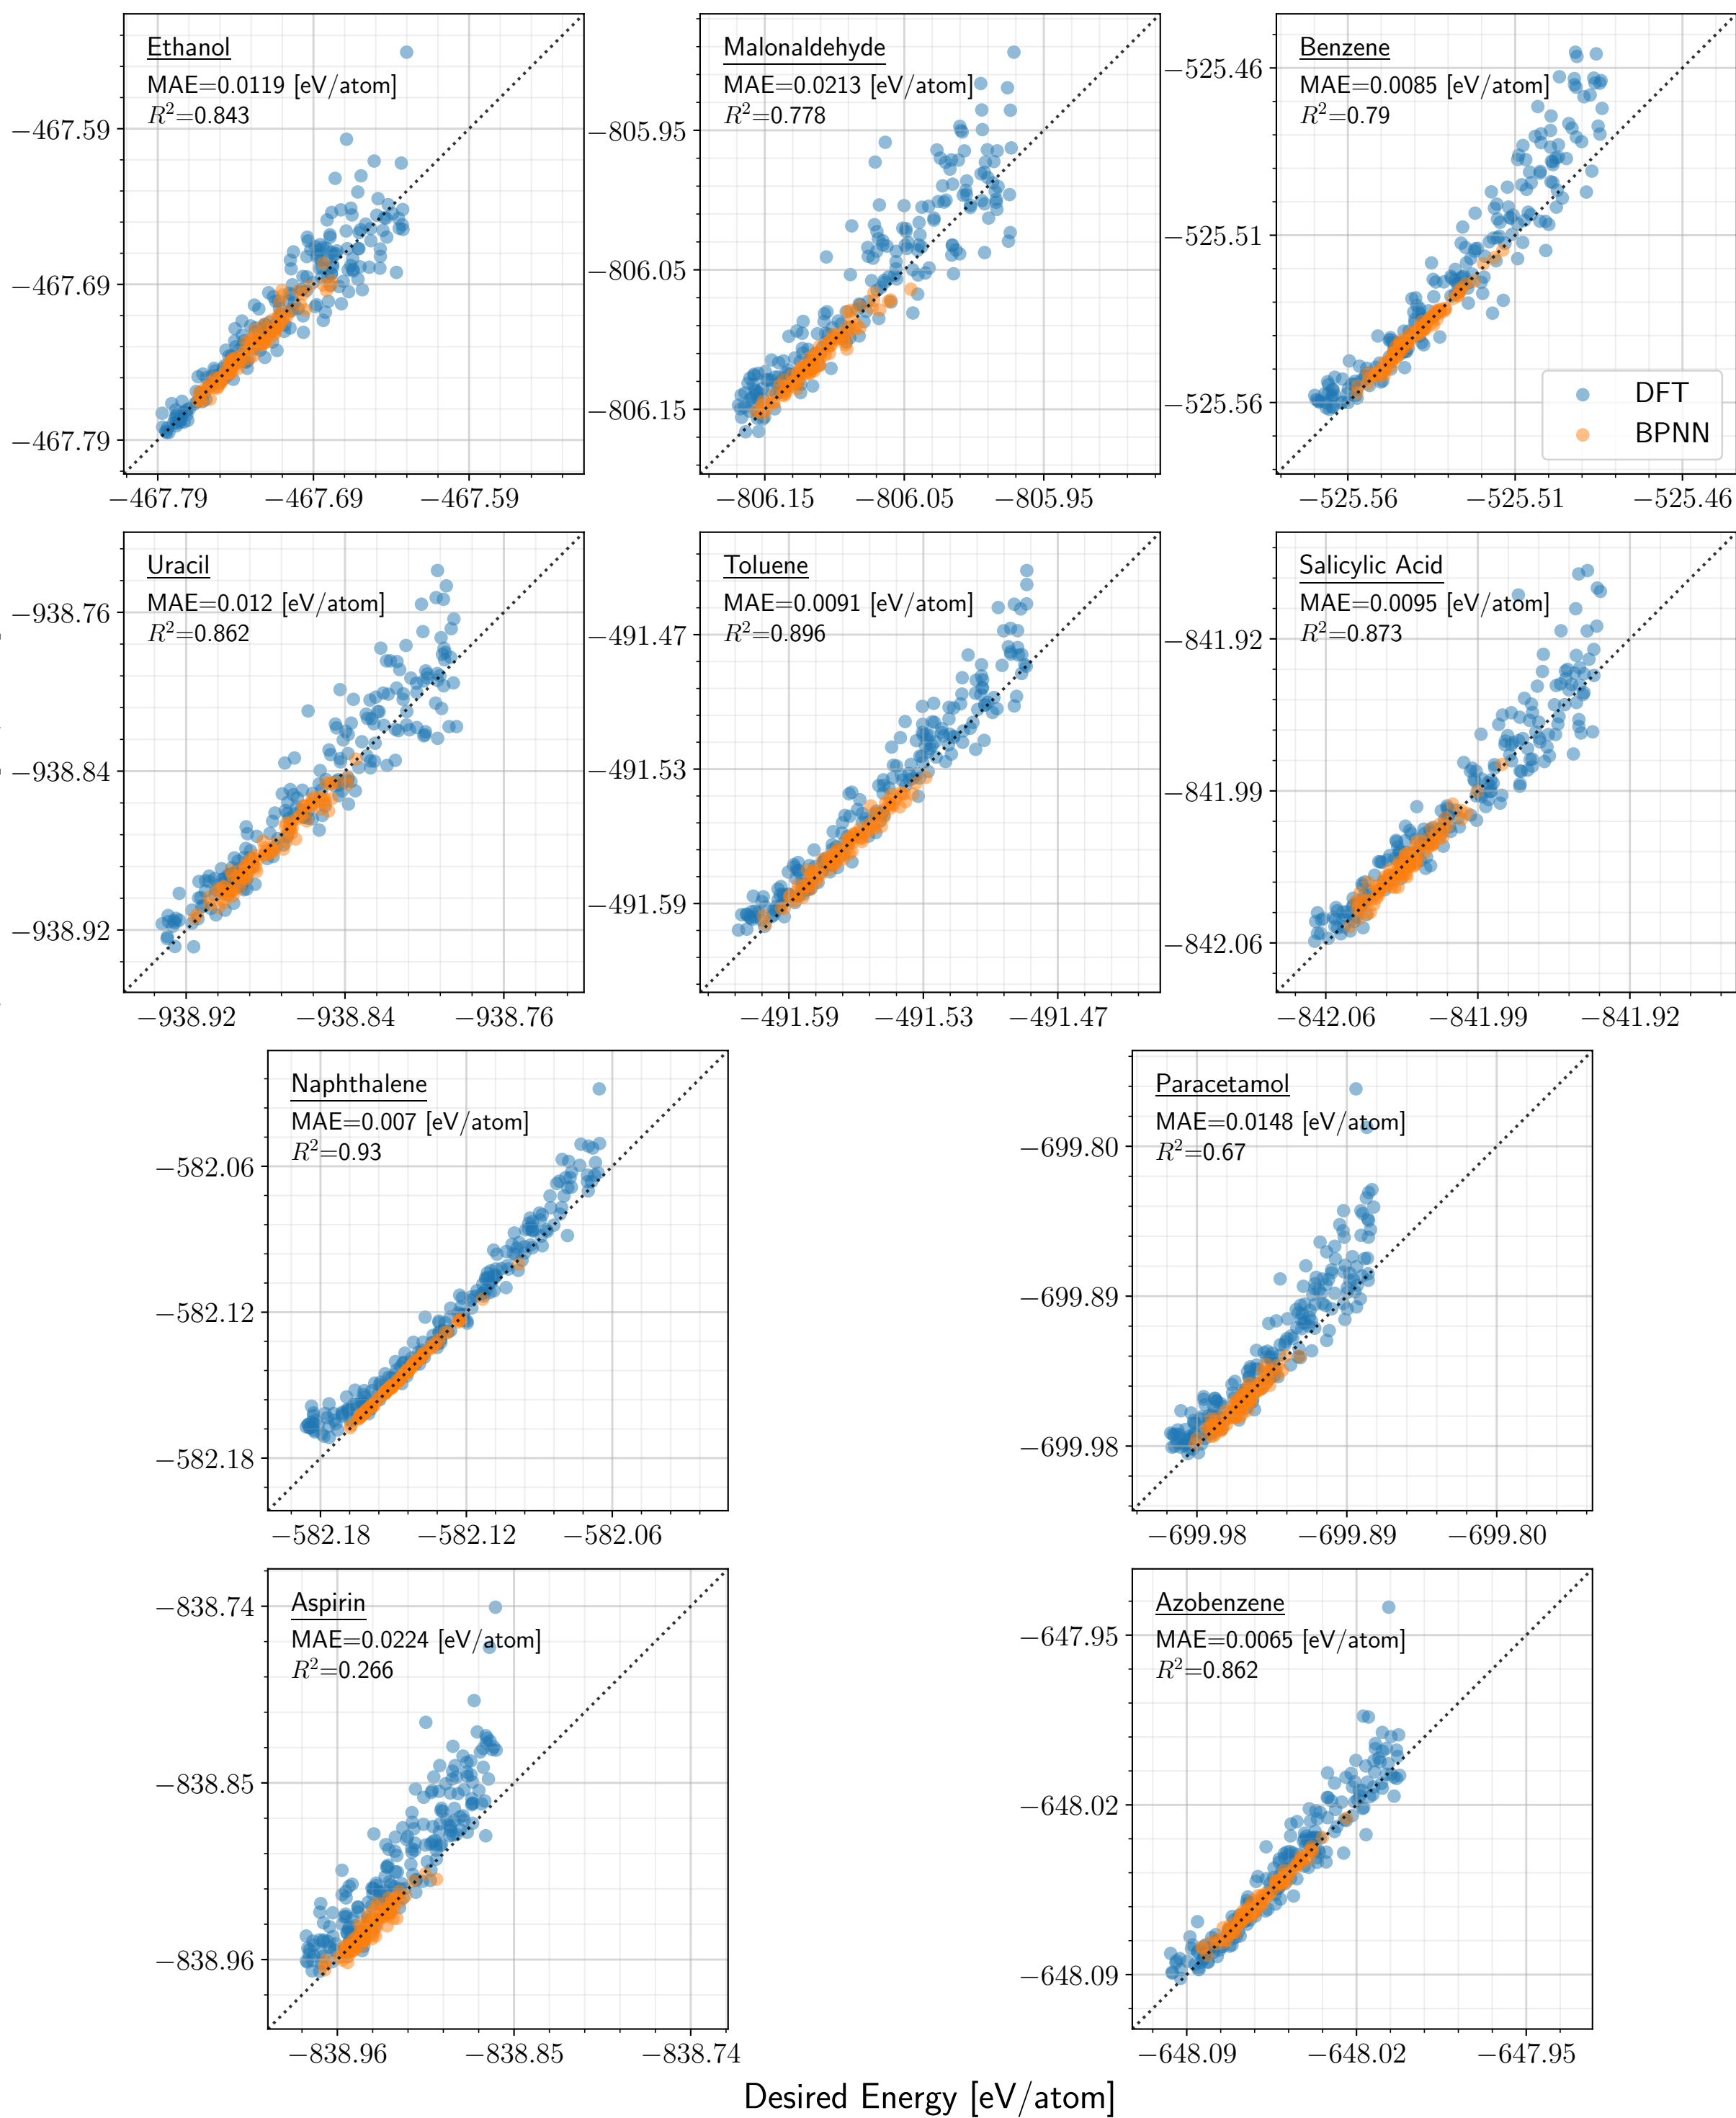 Ethanol
MAE=0.0119 [eV/atom]
R²=0.843
−467.59
−467.69
−467.79
−467.79 −467.69 −467.59
Malonaldehyde
MAE=0.0213 [eV/atom]
R²=0.778
−805.95
−806.05
−806.15
−806.15 −806.05 −805.95
Benzene
MAE=0.0085 [eV/atom]
R²=0.79
−525.46
−525.51
−525.56
DFT
BPNN
−525.56 −525.51 −525.46
Uracil
MAE=0.012 [eV/atom]
R²=0.862
−938.76
−938.84
−938.92
−938.92 −938.84 −938.76
Toluene
MAE=0.0091 [eV/atom]
R²=0.896
−491.47
−491.53
−491.59
−491.59 −491.53 −491.47
Salicylic Acid
MAE=0.0095 [eV/atom]
R²=0.873
−841.92
−841.99
−842.06
−842.06 −841.99 −841.92
Naphthalene
MAE=0.007 [eV/atom]
R²=0.93
−582.06
−582.12
−582.18
−582.18 −582.12 −582.06
Paracetamol
MAE=0.0148 [eV/atom]
R²=0.67
−699.80
−699.89
−699.98
−699.98 −699.89 −699.80
Aspirin
MAE=0.0224 [eV/atom]
R²=0.266
−838.74
−838.85
−838.96
−838.96 −838.85 −838.74
Azobenzene
MAE=0.0065 [eV/atom]
R²=0.862
−647.95
−648.02
−648.09
−648.09 −648.02 −647.95
Desired Energy [eV/atom]